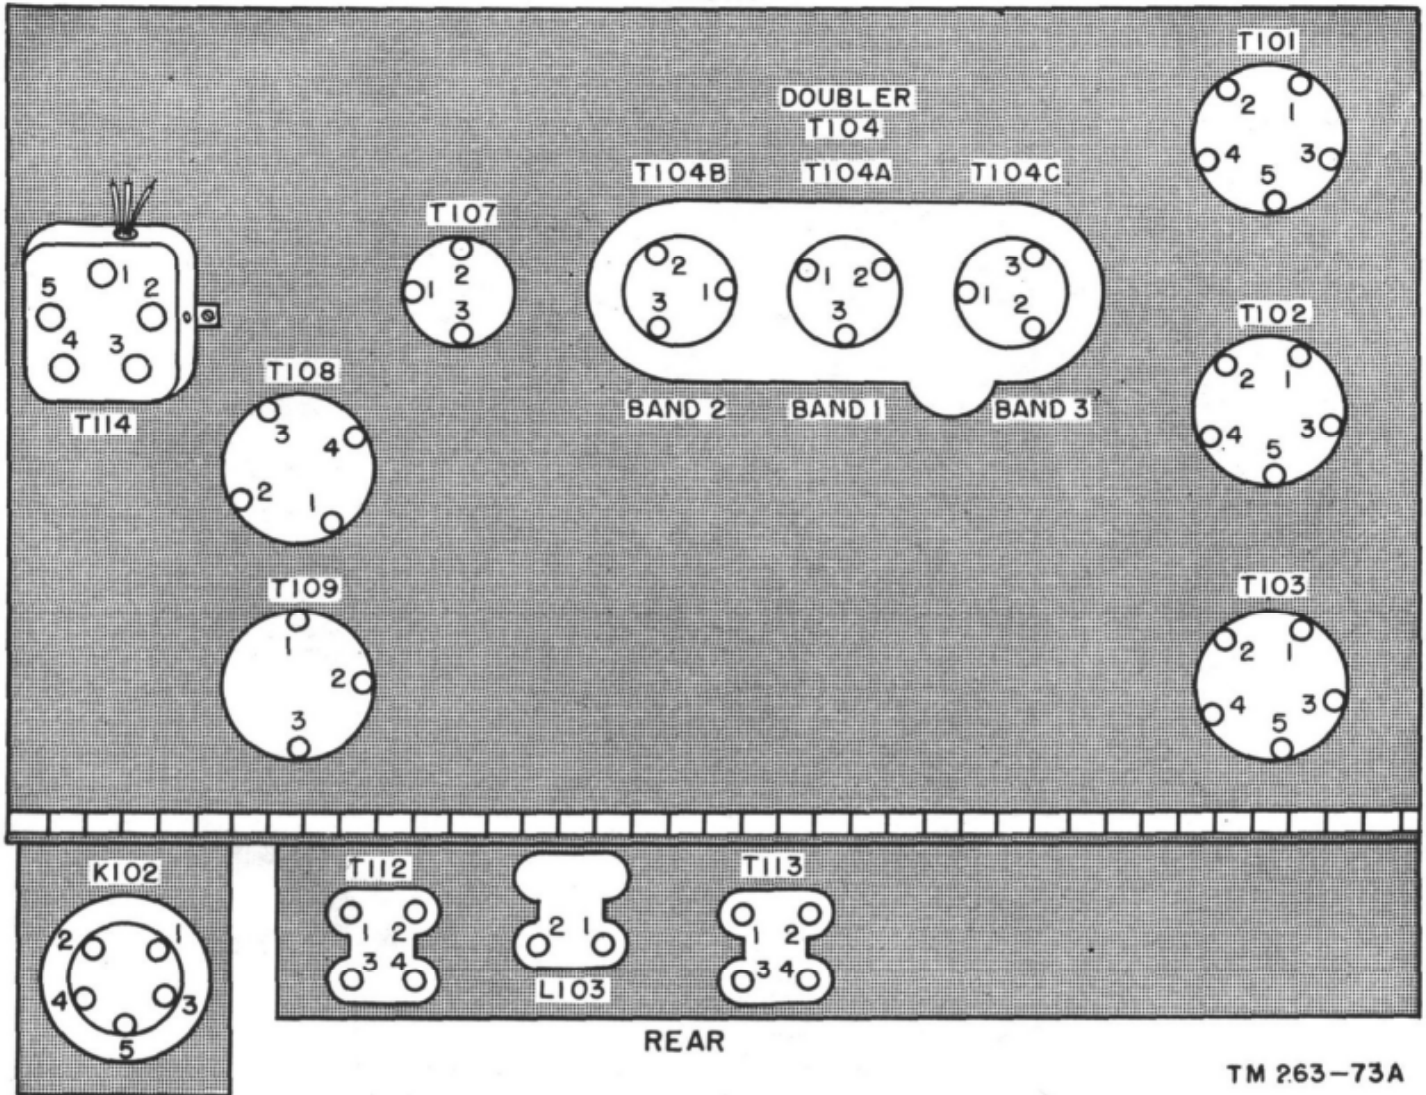 T101
2 1
4 3
5
DOUBLER
T104
T104B T104A T104C
2 1
3
1 2
3
3
1
2
T107
2
1
3
T114
1
5 2
4 3
T102
2 1
4 3
5
BAND 2 BAND 1 BAND 3
T108
3
4
2 1
T109
1
2
3
T103
2 1
4 3
5
K102
2 1
4 3
5
T112
1 2
3 4
2 1
L103
T113
1 2
3 4
REAR
TM 263-73A